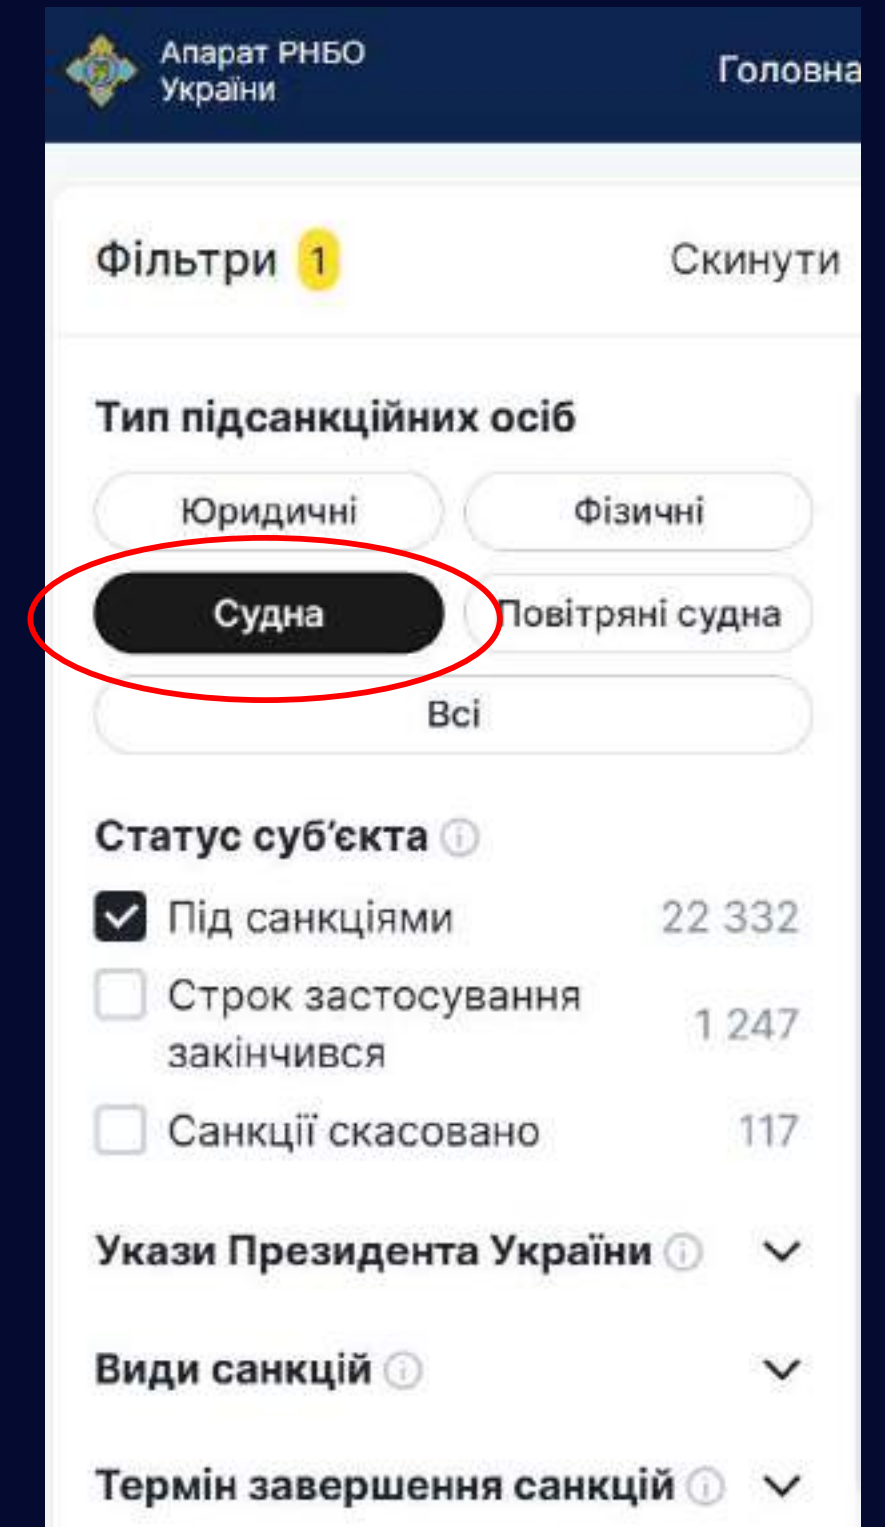 Апарат РНБО
України
Головна
Фільтри 1
Скинути
Тип підсанкційних осіб
Юридичні
Фізичні
Судна
Повітряні судна
Всі
Статус суб’єкта
Під санкціями 22 332
Строк застосування
закінчився
1 247
Санкції скасовано 117
Укази Президента України
Види санкцій
Термін завершення санкцій